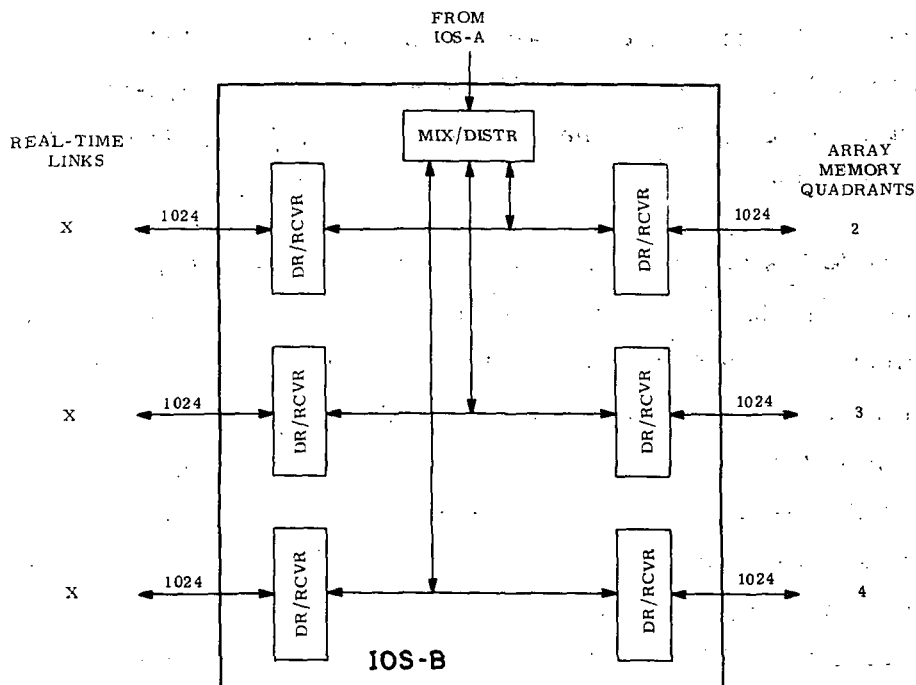 FROM
IOS-A
MIX/DISTR
REAL-TIME
LINKS
ARRAY
MEMORY
QUADRANTS
X
1024
DR/RCVR
DR/RCVR
1024
2
X
1024
DR/RCVR
DR/RCVR
1024
3
X
1024
DR/RCVR
DR/RCVR
1024
4
IOS-B